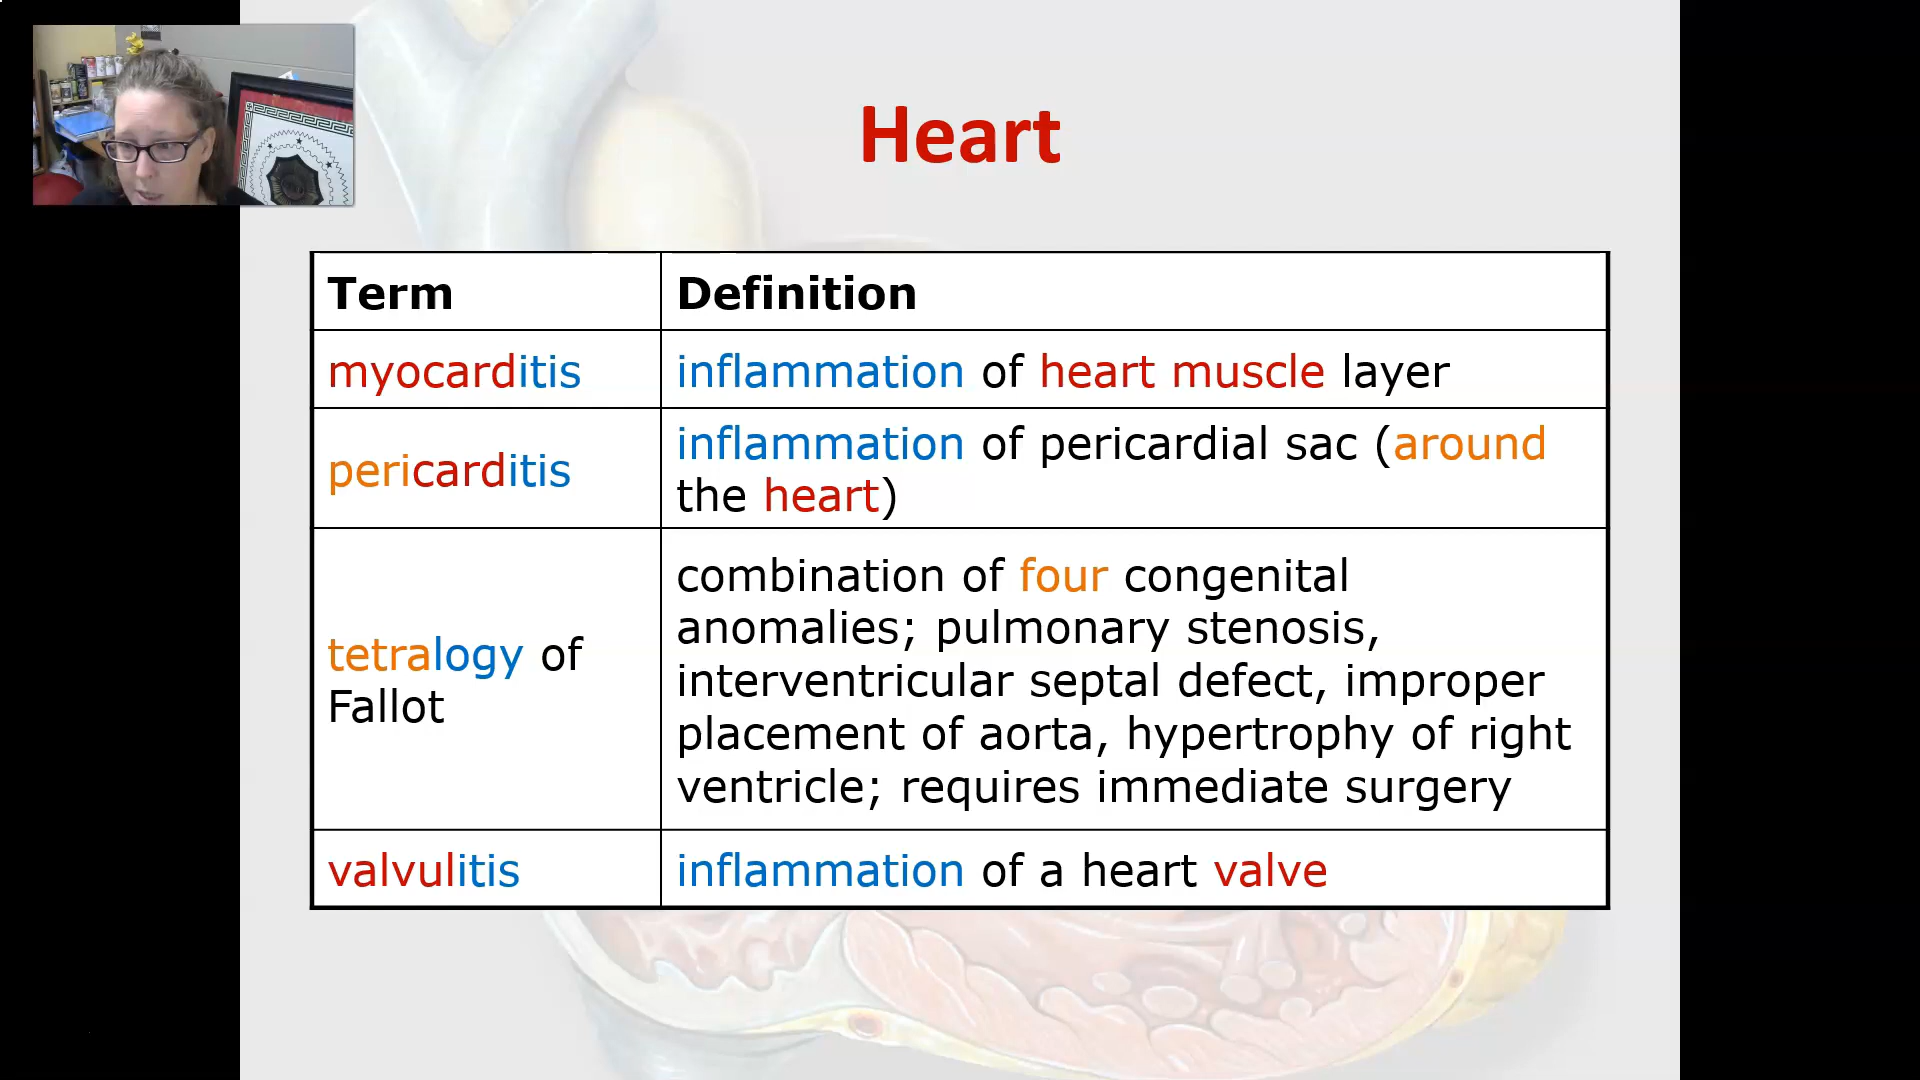 Heart
Term
Definition
myocarditis
inflammation of heart muscle layer
pericarditis
inflammation of pericardial sac (around
the heart)
tetralogy of
Fallot
combination of four congenital
anomalies; pulmonary stenosis,
interventricular septal defect, improper
placement of aorta, hypertrophy of right
ventricle; requires immediate surgery
valvulitis
inflammation of a heart valve